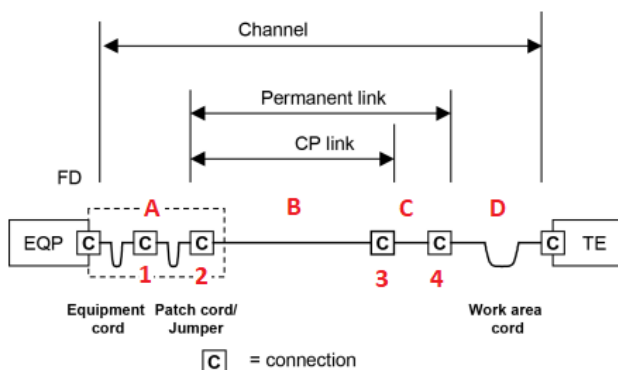 Channel
Permanent link
CP link
FD
A B C D
EQP C C C C C TE
1 2 3 4
Equipment cord
Patch cord/ Jumper
Work area cord
C = connection